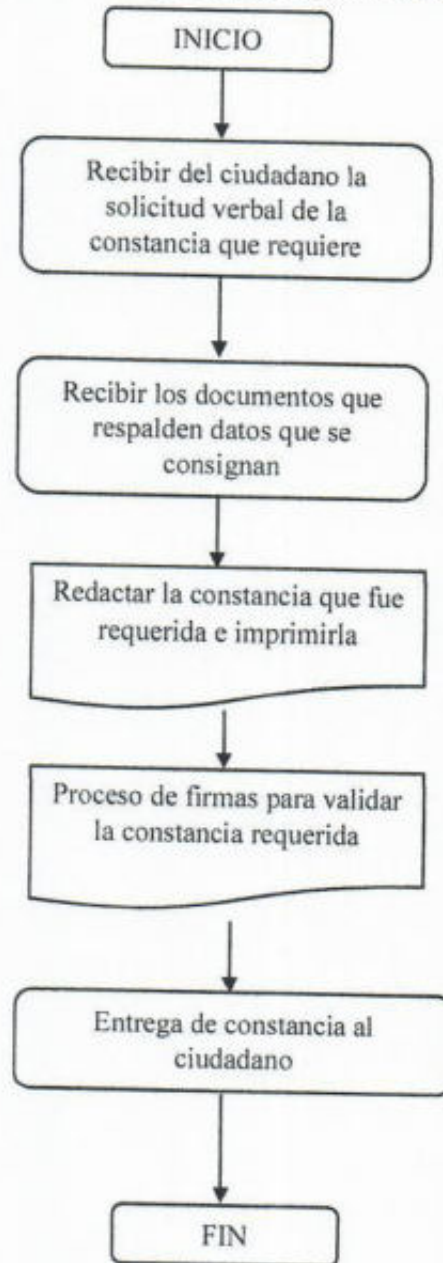 INICIO
Recibir del ciudadano la
solicitud verbal de la
constancia que requiere
Recibir los documentos que
respalden datos que se
consignan
Redactar la constancia que fue
requerida e imprimirla
Proceso de firmas para validar
la constancia requerida
Entrega de constancia al
ciudadano
FIN